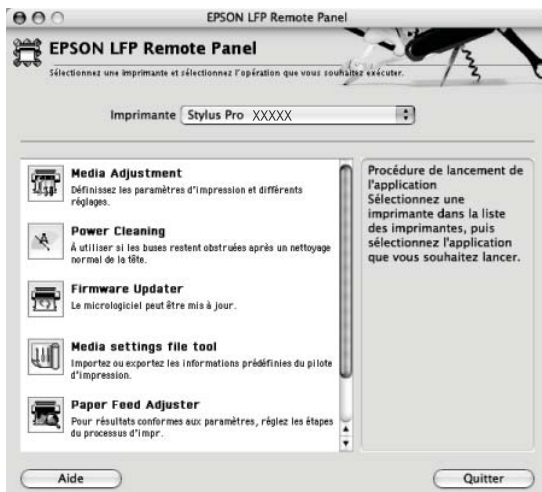 EPSON LFP Remote Panel
EPSON LFP Remote Panel
Sélectionnez une imprimante et sélectionnez l'opération que vous souhaitez exécuter.
Imprimante Stylus Pro XXXXX
Media Adjustment
Définissez les paramètres d'impression et différents
réglages.
Power Cleaning
À utiliser si les buses restent obstruées après un nettoyage
normal de la tête.
Firmware Updater
Le micrologiciel peut être mis à jour.
Media settings file tool
Importez ou exportez les informations prédéfinies du pilote
d'impression.
Paper Feed Adjuster
Pour résultats conformes aux paramètres, réglez les étapes
du processus d'impr.
Procédure de lancement de
l'application
Sélectionnez une
imprimante dans la liste
des imprimantes, puis
sélectionnez l'application
que vous souhaitez lancer.
Aide
Quitter